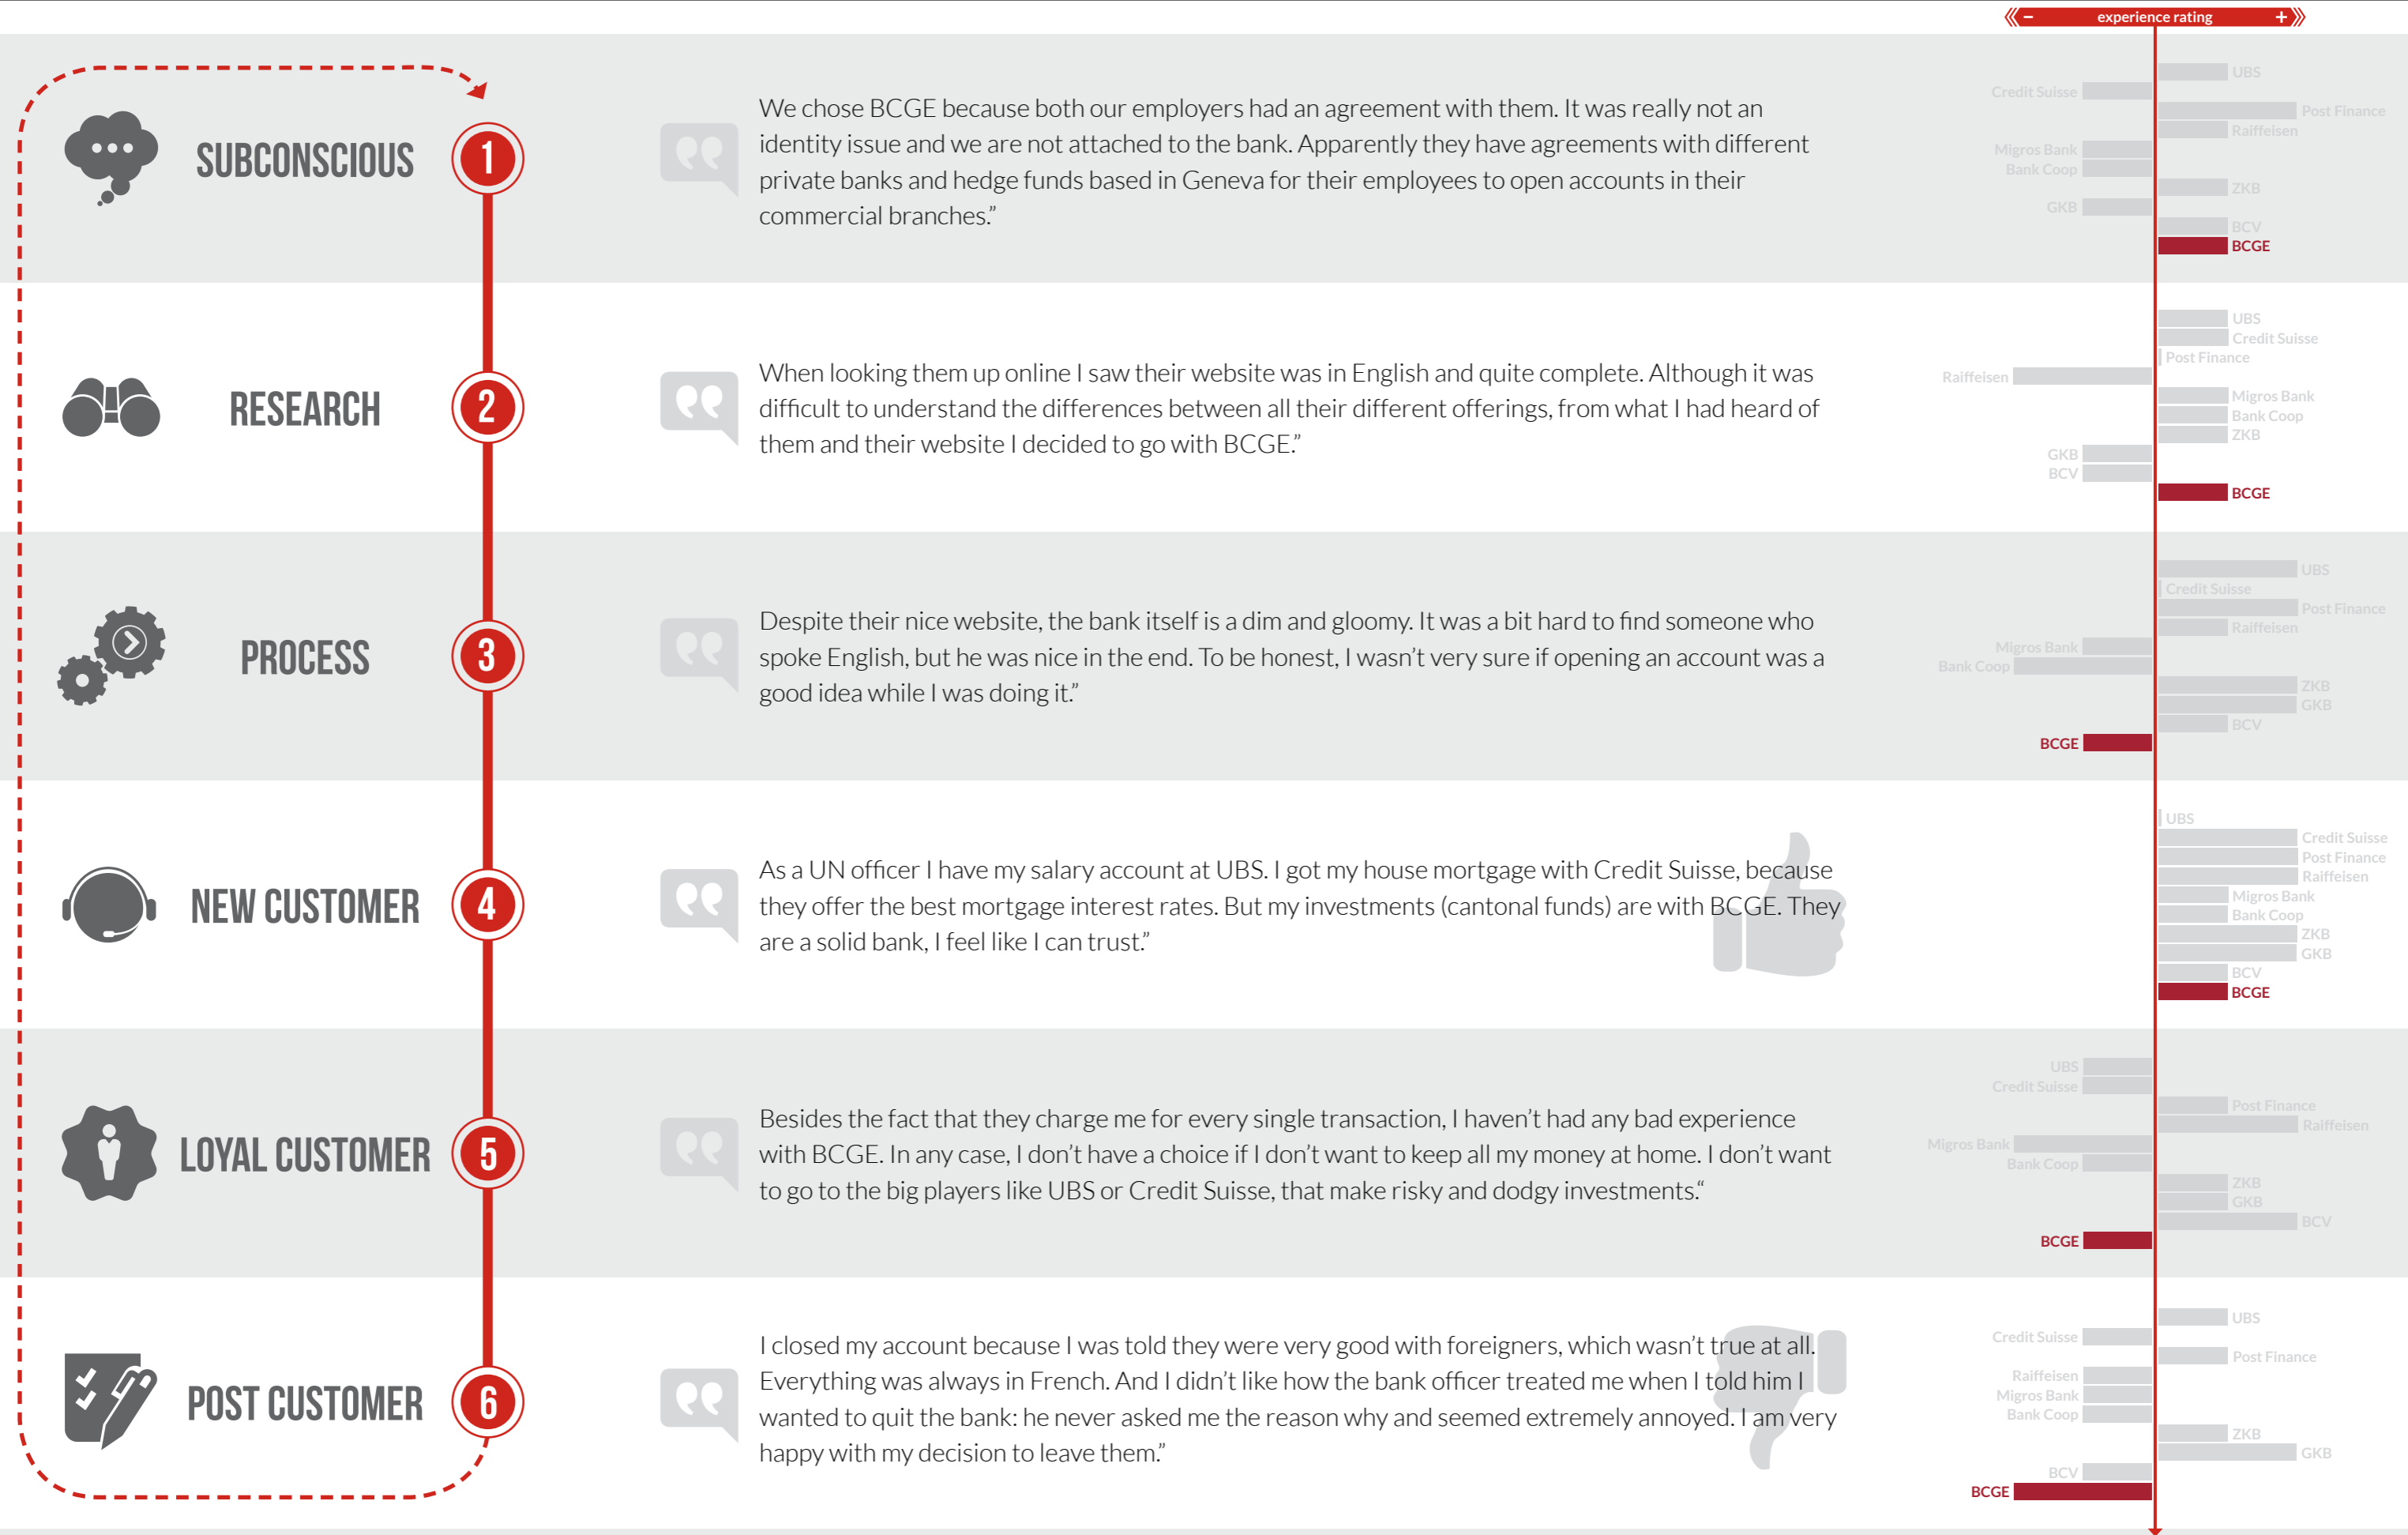 − experience rating +
SUBCONSCIOUS
1
We chose BCGE because both our employers had an agreement with them. It was really not an
identity issue and we are not attached to the bank. Apparently they have agreements with different
private banks and hedge funds based in Geneva for their employees to open accounts in their
commercial branches.”
UBS
Credit Suisse
Post Finance
Raiffeisen
Migros Bank
Bank Coop
ZKB
GKB
BCV
BCGE
RESEARCH
2
When looking them up online I saw their website was in English and quite complete. Although it was
difficult to understand the differences between all their different offerings, from what I had heard of
them and their website I decided to go with BCGE.”
UBS
Credit Suisse
Post Finance
Raiffeisen
Migros Bank
Bank Coop
ZKB
GKB
BCV
BCGE
PROCESS
3
Despite their nice website, the bank itself is a dim and gloomy. It was a bit hard to find someone who
spoke English, but he was nice in the end. To be honest, I wasn’t very sure if opening an account was a
good idea while I was doing it.”
UBS
Credit Suisse
Post Finance
Raiffeisen
Migros Bank
Bank Coop
ZKB
GKB
BCV
BCGE
NEW CUSTOMER
4
As a UN officer I have my salary account at UBS. I got my house mortgage with Credit Suisse, because
they offer the best mortgage interest rates. But my investments (cantonal funds) are with BCGE. They
are a solid bank, I feel like I can trust.”
UBS
Credit Suisse
Post Finance
Raiffeisen
Migros Bank
Bank Coop
ZKB
GKB
BCV
BCGE
LOYAL CUSTOMER
5
Besides the fact that they charge me for every single transaction, I haven’t had any bad experience
with BCGE. In any case, I don’t have a choice if I don’t want to keep all my money at home. I don’t want
to go to the big players like UBS or Credit Suisse, that make risky and dodgy investments.“
UBS
Credit Suisse
Post Finance
Raiffeisen
Migros Bank
Bank Coop
ZKB
GKB
BCV
BCGE
POST CUSTOMER
6
I closed my account because I was told they were very good with foreigners, which wasn’t true at all.
Everything was always in French. And I didn’t like how the bank officer treated me when I told him I
wanted to quit the bank: he never asked me the reason why and seemed extremely annoyed. I am very
happy with my decision to leave them.”
UBS
Credit Suisse
Post Finance
Raiffeisen
Migros Bank
Bank Coop
ZKB
GKB
BCV
BCGE